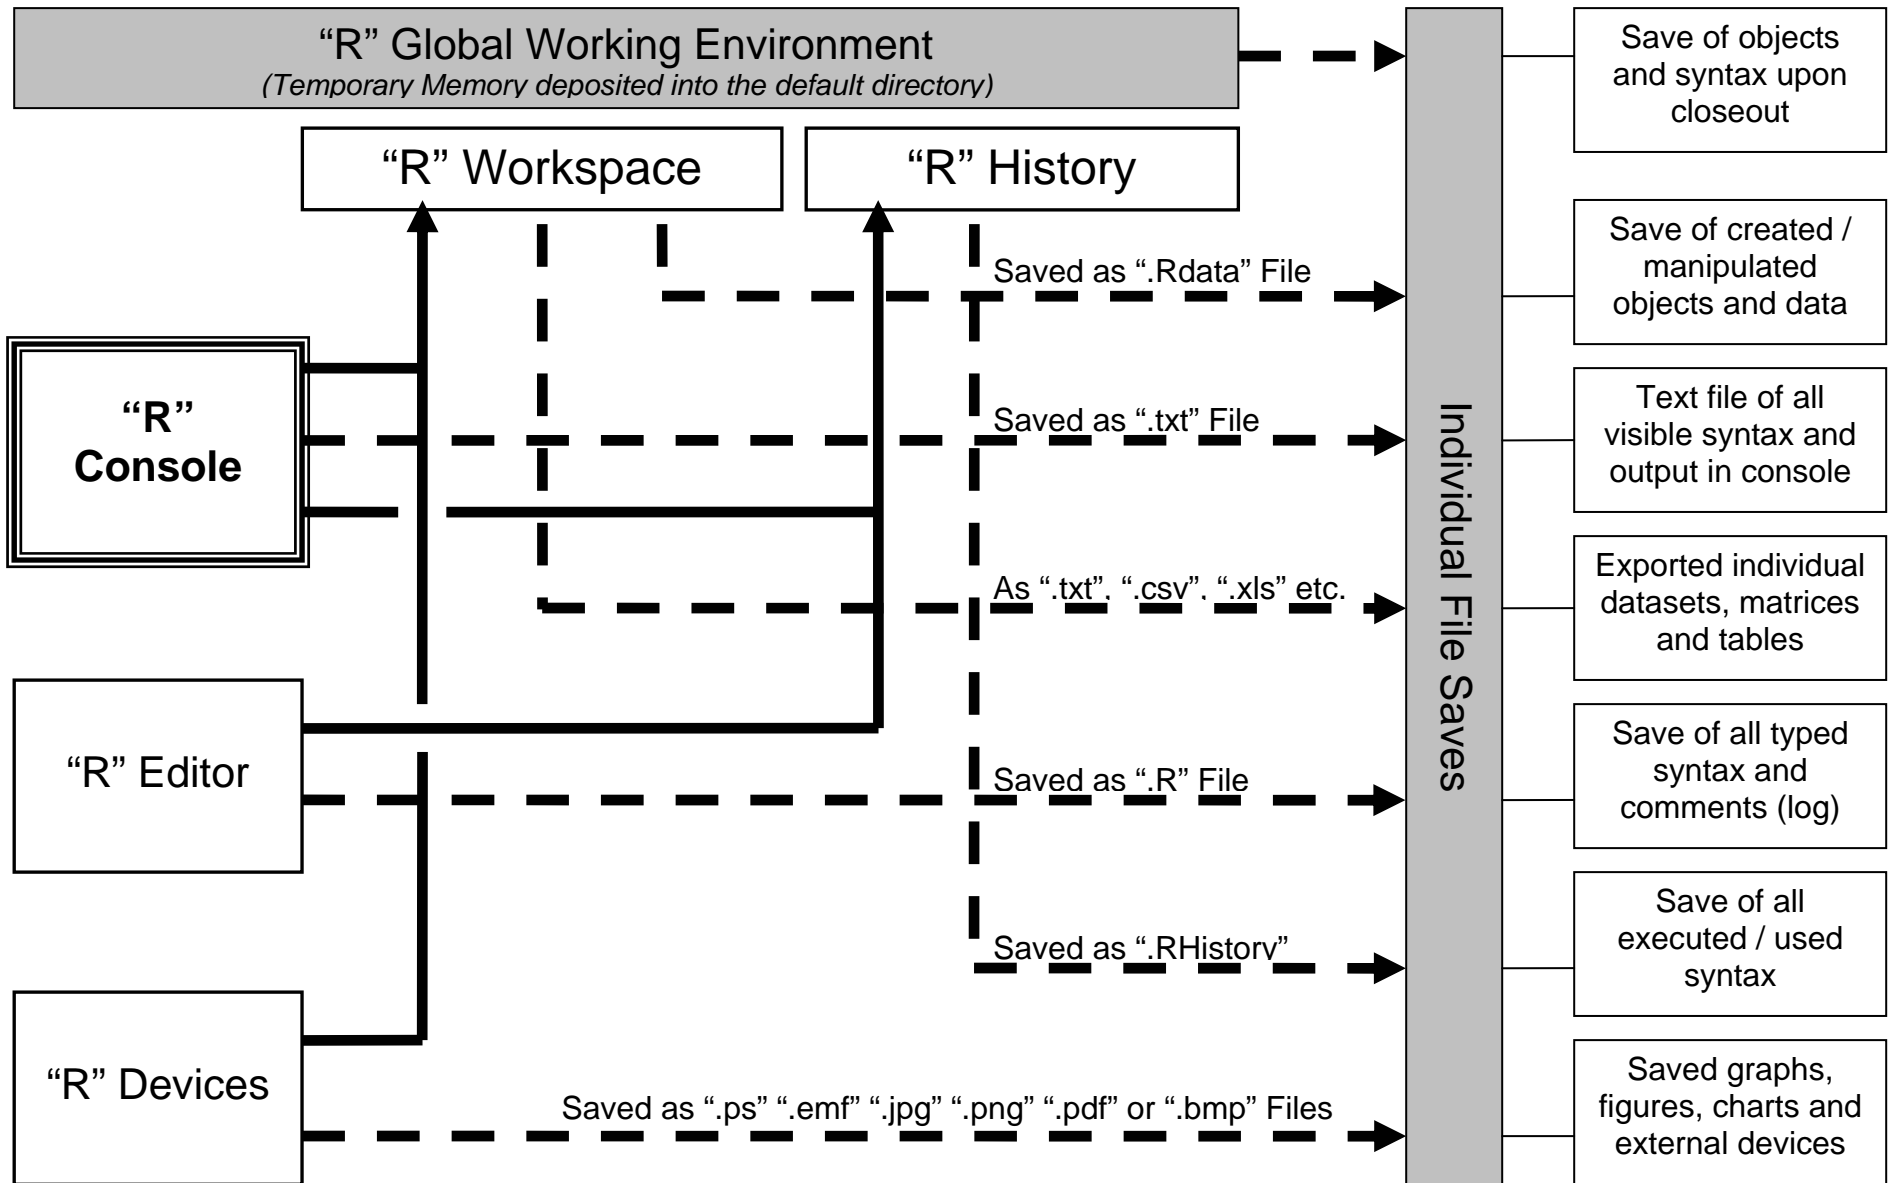 “R” Global Working Environment
(Temporary Memory deposited into the default directory)
Save of objects
and syntax upon
closeout
“R” Workspace
“R” History
Saved as “.Rdata” File
Save of created /
manipulated
objects and data
“R”
Console
Saved as “.txt” File
Text file of all
visible syntax and
output in console
Individual File Saves
As “.txt”, “.csv”, “.xls” etc.
Exported individual
datasets, matrices
and tables
“R” Editor
Saved as “.R” File
Save of all typed
syntax and
comments (log)
Saved as “.RHistory”
Save of all
executed / used
syntax
“R” Devices
Saved as “.ps” “.emf” “.jpg” “.png” “.pdf” or “.bmp” Files
Saved graphs,
figures, charts and
external devices